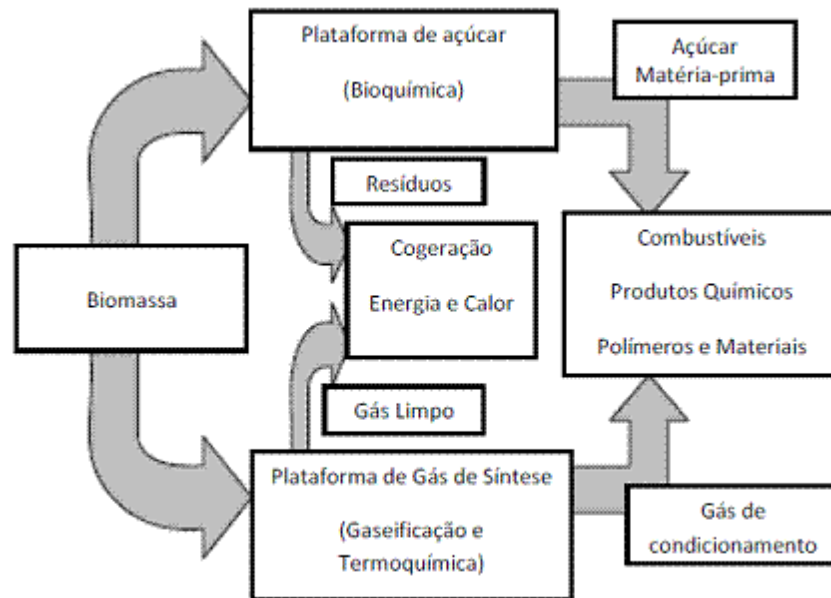 Plataforma de açúcar
(Bioquímica)
Açúcar
Matéria-prima
Resíduos
Biomassa
Cogeração
Energia e Calor
Combustíveis
Produtos Químicos
Polímeros e Materiais
Gás Limpo
Plataforma de Gás de Síntese
(Gaseificação e
Termoquímica)
Gás de
condicionamento